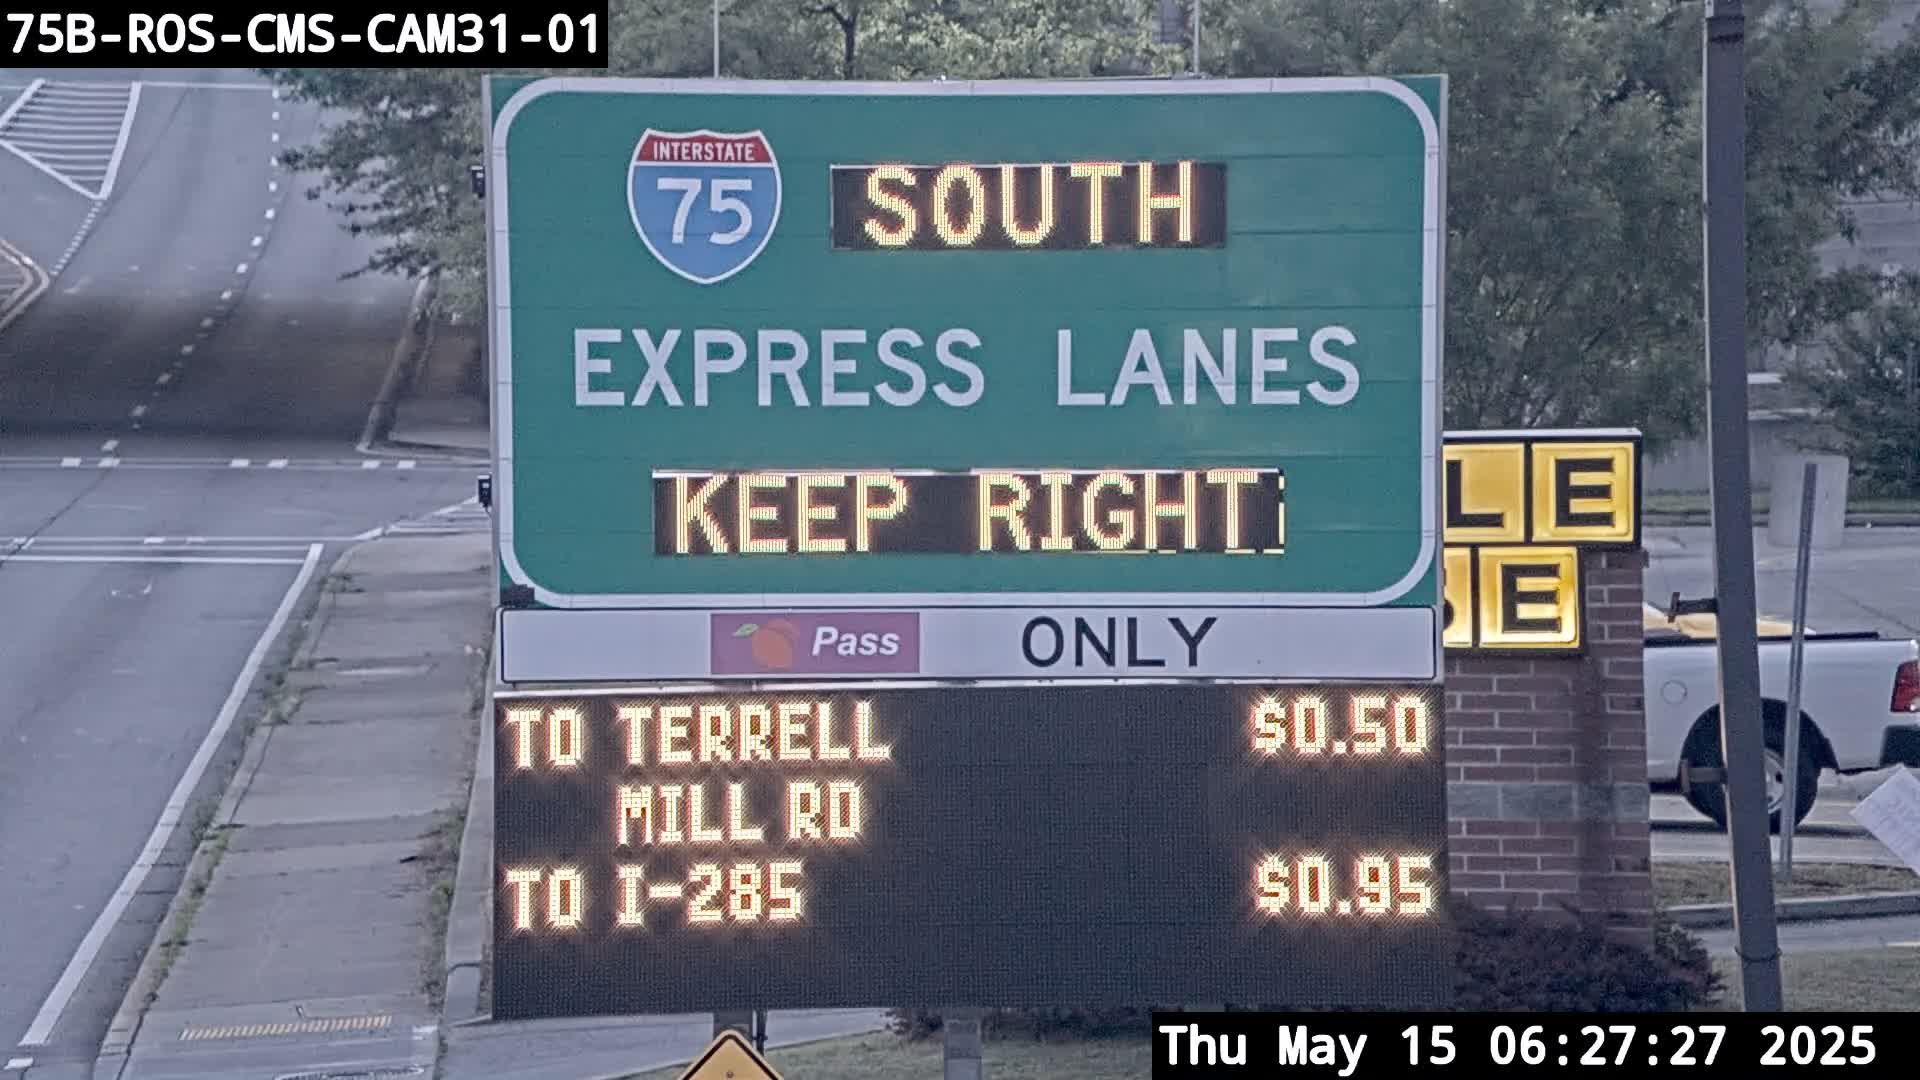 75B-ROS-CMS-CAM31-01
INTERSTATE
75
SOUTH
EXPRESS LANES
KEEP RIGHT
Pass ONLY
LE
E
TO TERRELL $0.50
MILL RD
TO I-285 $0.95
Thu May 15 06:27:27 2025